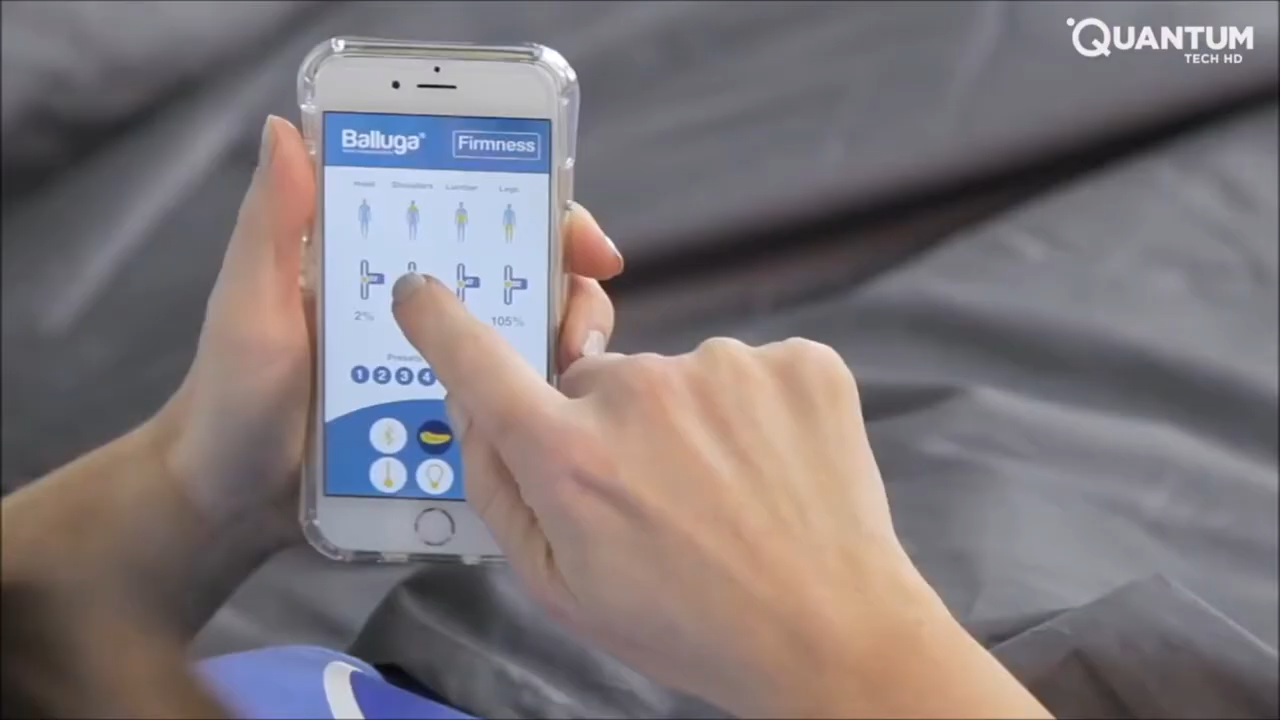 QUANTUM
TECH HD
Balluga®
Firmness
Head Shoulders Lumbar Legs
2%
105%
Presets
1 2 3 4